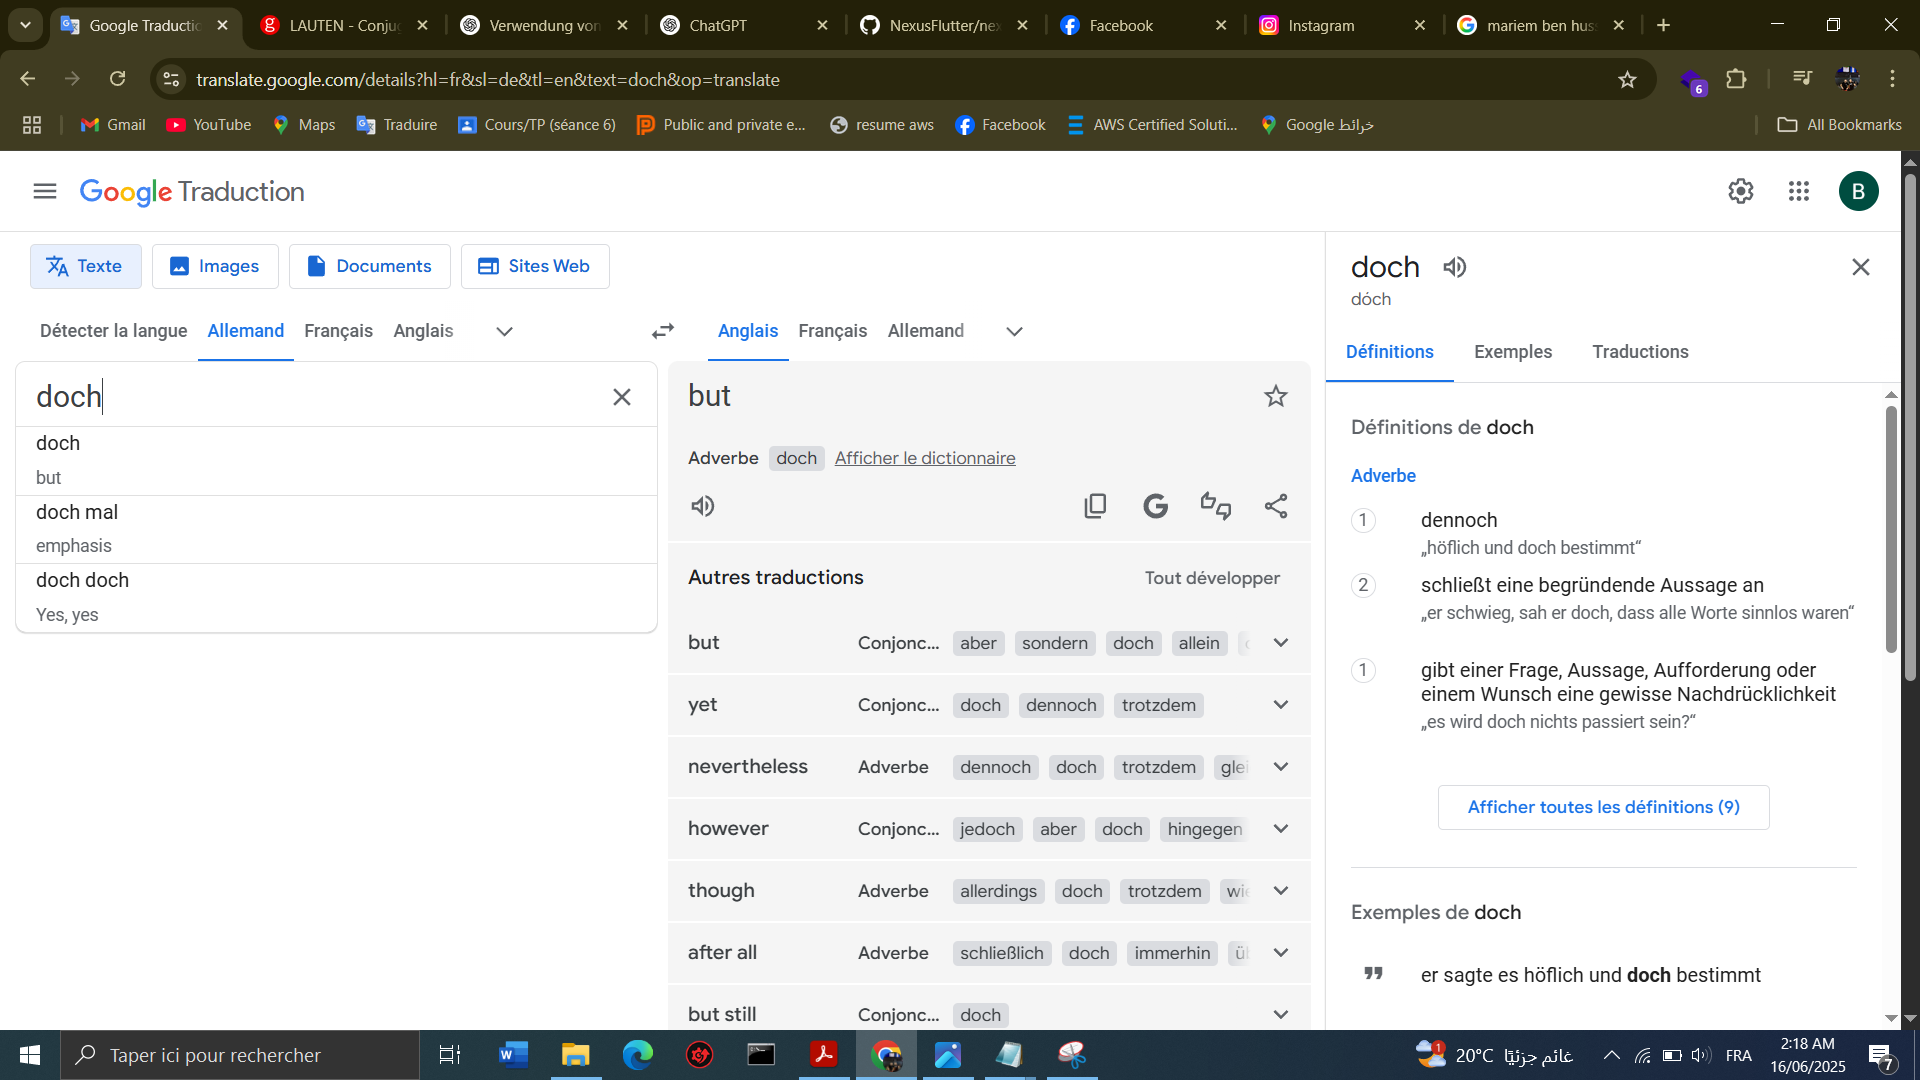 Google Traductio
LAUTEN - Conjug
Verwendung von
ChatGPT
NexusFlutter/nex
Facebook
Instagram
mariem ben huss
translate.google.com/details?hl=fr&sl=de&tl=en&text=doch&op=translate
6
Gmail
YouTube
Maps
Traduire
Cours/TP (séance 6)
Public and private e...
resume aws
Facebook
AWS Certified Soluti...
خرائط Google
All Bookmarks
Google Traduction
B
Texte
Images
Documents
Sites Web
Détecter la langue
Allemand
Français
Anglais
Anglais
Français
Allemand
doch
doch
but
doch mal
emphasis
doch doch
Yes, yes
but
Adverbe doch Afficher le dictionnaire
Autres traductions
Tout développer
but Conjonc... aber sondern doch allein
yet Conjonc... doch dennoch trotzdem
nevertheless Adverbe dennoch doch trotzdem glei
however Conjonc... jedoch aber doch hingegen
though Adverbe allerdings doch trotzdem wie
after all Adverbe schließlich doch immerhin üb
but still Conjonc... doch
doch
dóch
Définitions
Exemples
Traductions
Définitions de doch
Adverbe
1 dennoch
„höflich und doch bestimmt“
2 schließt eine begründende Aussage an
„er schwieg, sah er doch, dass alle Worte sinnlos waren“
1 gibt einer Frage, Aussage, Aufforderung oder
einem Wunsch eine gewisse Nachdrücklichkeit
„es wird doch nichts passiert sein?“
Afficher toutes les définitions (9)
Exemples de doch
er sagte es höflich und doch bestimmt
Taper ici pour rechercher
1
20°C غائم جزئيًا
FRA
2:18 AM
16/06/2025
7